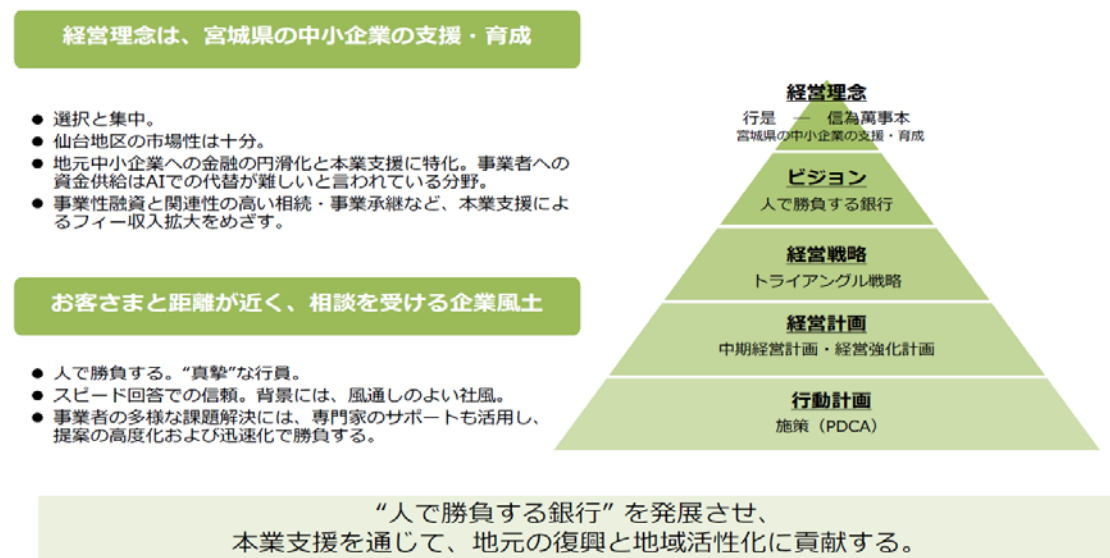 経営理念は、宮城県の中小企業の支援・育成
● 選択と集中。
● 仙台地区の市場性は十分。
● 地元中小企業への金融の円滑化と本業支援に特化。事業者への
資金供給はAIでの代替が難しいと言われている分野。
● 事業性融資と関連性の高い相続・事業承継など、本業支援によ
るフィー収入拡大をめざす。
お客さまと距離が近く、相談を受ける企業風土
● 人で勝負する。“真摯”な行員。
● スピード回答での信頼。背景には、風通しのよい社風。
● 事業者の多様な課題解決には、専門家のサポートも活用し、
提案の高度化および迅速化で勝負する。
経営理念
行是 ― 信為萬事本
宮城県の中小企業の支援・育成
ビジョン
人で勝負する銀行
経営戦略
トライアングル戦略
経営計画
中期経営計画・経営強化計画
行動計画
施策（PDCA）
“人で勝負する銀行” を発展させ、
本業支援を通じて、地元の復興と地域活性化に貢献する。